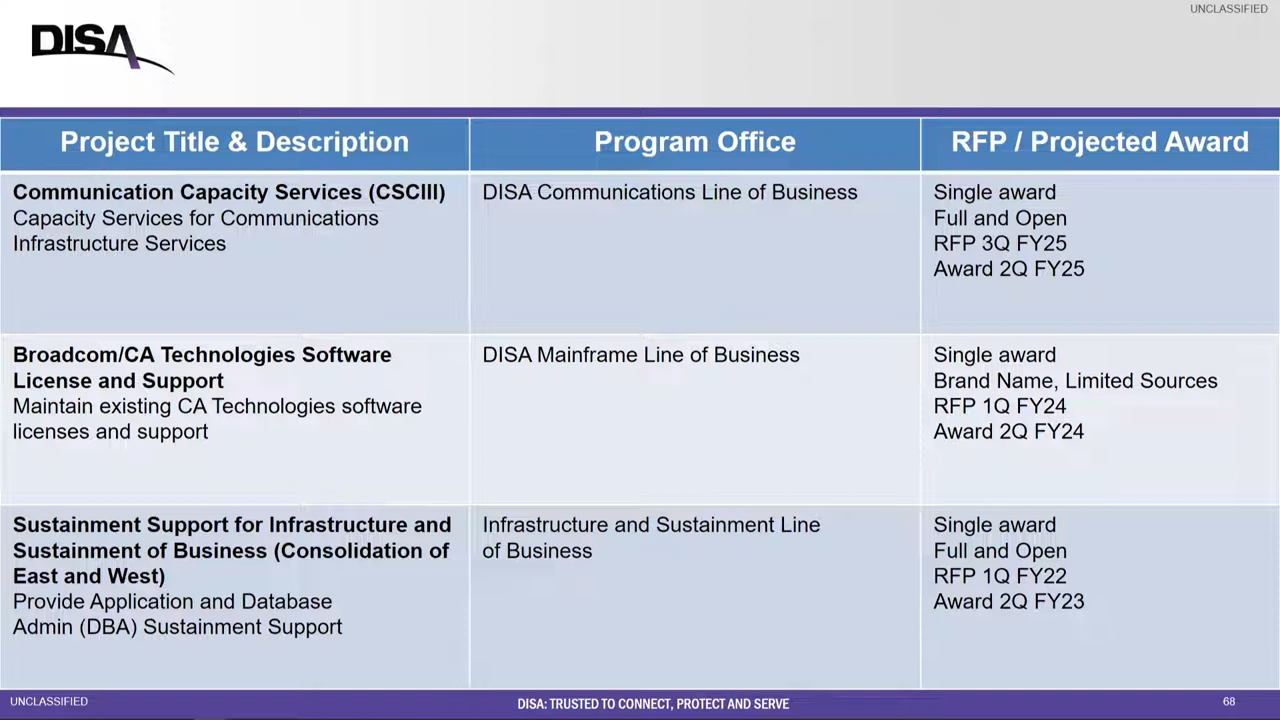 UNCLASSIFIED
DISA
Project Title & Description
Program Office
RFP / Projected Award
Communication Capacity Services (CSCIII)
Capacity Services for Communications
Infrastructure Services
DISA Communications Line of Business
Single award
Full and Open
RFP 3Q FY25
Award 2Q FY25
Broadcom/CA Technologies Software
License and Support
Maintain existing CA Technologies software
licenses and support
DISA Mainframe Line of Business
Single award
Brand Name, Limited Sources
RFP 1Q FY24
Award 2Q FY24
Sustainment Support for Infrastructure and
Sustainment of Business (Consolidation of
East and West)
Provide Application and Database
Admin (DBA) Sustainment Support
Infrastructure and Sustainment Line
of Business
Single award
Full and Open
RFP 1Q FY22
Award 2Q FY23
UNCLASSIFIED
DISA: TRUSTED TO CONNECT, PROTECT AND SERVE
68